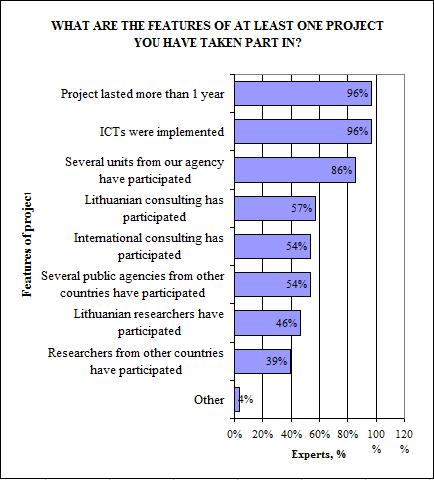 WHAT ARE THE FEATURES OF AT LEAST ONE PROJECT
YOU HAVE TAKEN PART IN?
Features of project
Project lasted more than 1 year
96%
ICTs were implemented
96%
Several units from our agency
have participated
86%
Lithuanian consulting has
participated
57%
International consulting has
participated
54%
Several public agencies from other
countries have participated
54%
Lithuanian researchers have
participated
46%
Researchers from other countries
have participated
39%
Other
4%
0% 20% 40% 60% 80% 100 120
% %
Experts, %